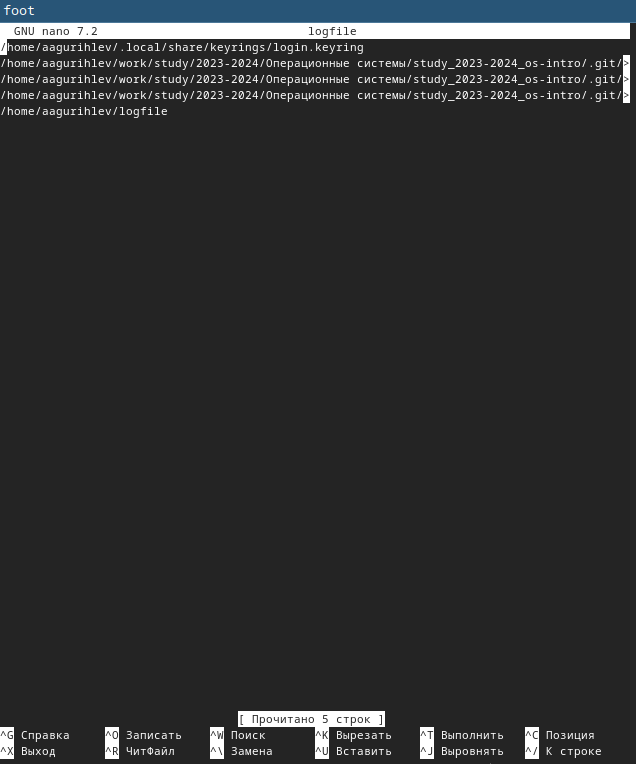 foot
GNU nano 7.2 logfile
/home/aagurihlev/.local/share/keyrings/login.keyring
/home/aagurihlev/work/study/2023-2024/Операционные системы/study_2023-2024_os-intro/.git/>
/home/aagurihlev/work/study/2023-2024/Операционные системы/study_2023-2024_os-intro/.git/>
/home/aagurihlev/work/study/2023-2024/Операционные системы/study_2023-2024_os-intro/.git/>
/home/aagurihlev/logfile
[ Прочитано 5 строк ]
^G Справка ^O Записать ^W Поиск ^K Вырезать ^T Выполнить ^C Позиция
^X Выход ^R ЧитФайл ^\ Замена ^U Вставить ^J Выровнять ^/ К строке